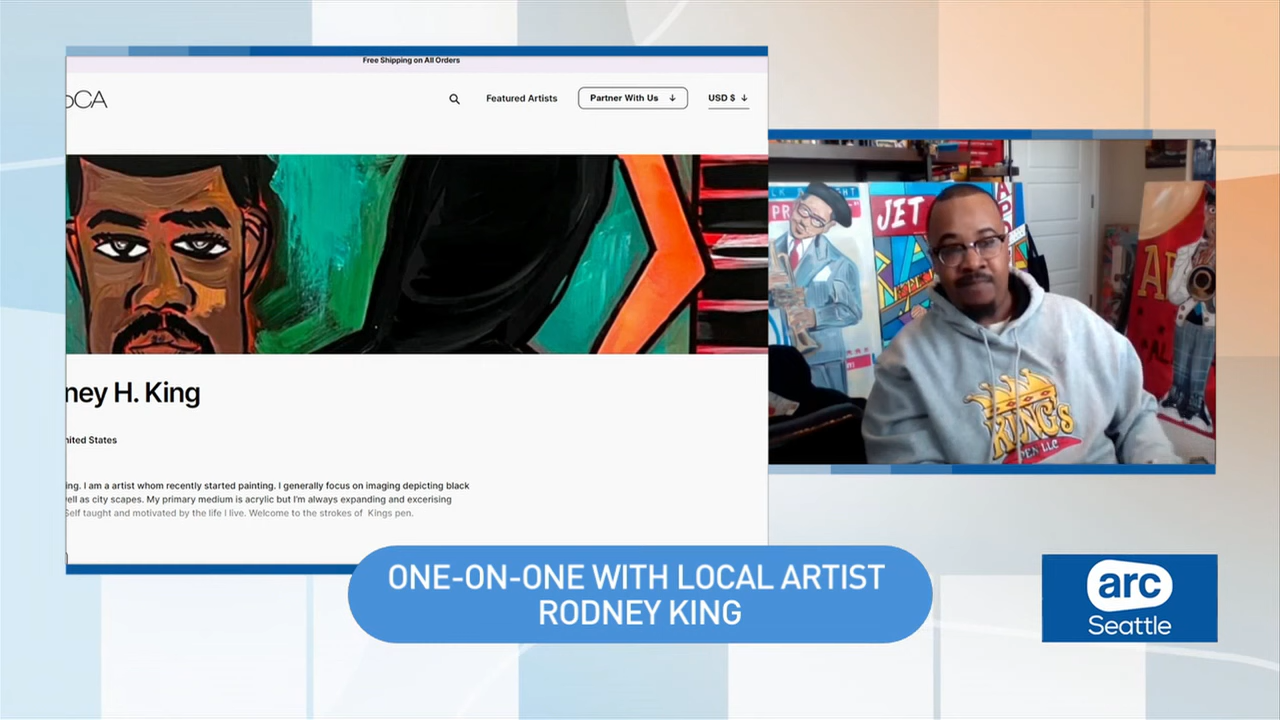 Free Shipping on All Orders
oCA
Featured Artists
Partner With Us
USD $
ney H. King
nited States
ing. I am a artist whom recently started painting. I generally focus on imaging depicting black
ell as city scapes. My primary medium is acrylic but I'm always expanding and excerising
Self taught and motivated by the life I live. Welcome to the strokes of Kings pen.
JET
KING'S
PEN LLC
ONE-ON-ONE WITH LOCAL ARTIST
RODNEY KING
arc
Seattle